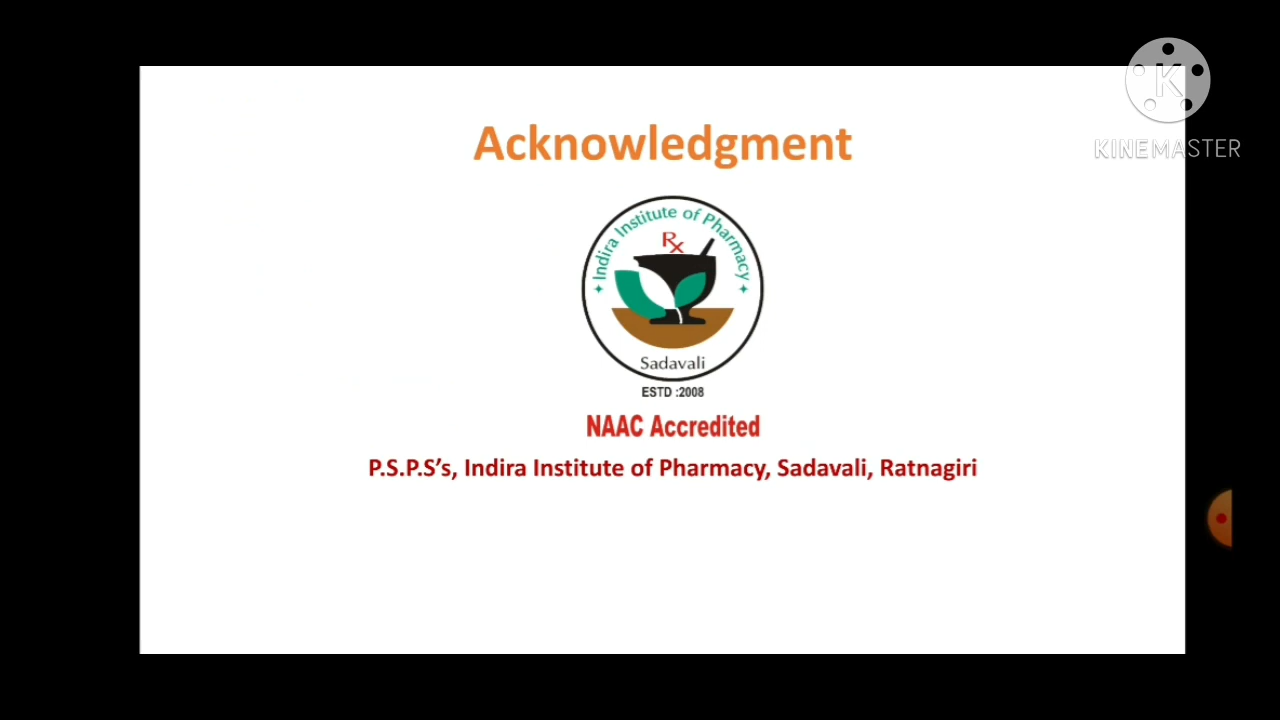 K
KINEMASTER
Acknowledgment
Indira Institute of Pharmacy
Rx
Sadavali
ESTD :2008
NAAC Accredited
P.S.P.S’s, Indira Institute of Pharmacy, Sadavali, Ratnagiri